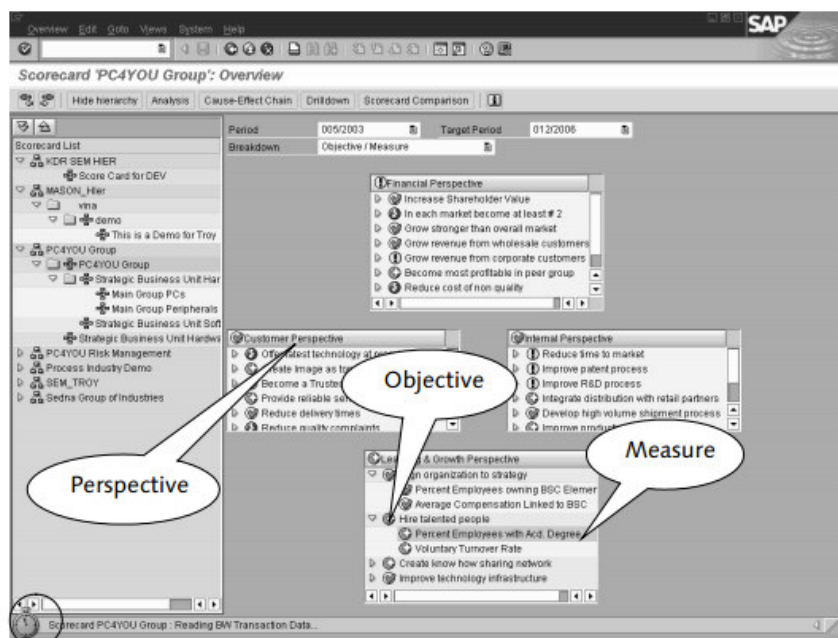 Overview Edit Goto Views System Help
SAP
Scorecard 'PC4YOU Group': Overview
Hide hierarchy Analysis Cause-Effect Chain Drilldown Scorecard Comparison
Scorecard List
KDR SEM HIER
Score Card for DEV
MASON_Hier
vina
demo
This is a Demo for Troy
PC4YOU Group
PC4YOU Group
Strategic Business Unit Har
Main Group PCs
Main Group Peripherals
Strategic Business Unit Soft
Strategic Business Unit Hardwa
PC4YOU Risk Management
Process Industry Demo
SEM_TROY
Sedna Group of Industries
Period 005/2003 Target Period 012/2006
Breakdown Objective / Measure
Financial Perspective
Increase Shareholder Value
In each market become at least # 2
Grow stronger than overall market
Grow revenue from wholesale customers
Grow revenue from corporate customers
Become most profitable in peer group
Reduce cost of non quality
Customer Perspective
latest technology at
Image as
Become a Trusted
Provide reliable
Reduce delivery times
Reduce quality complaints
Internal Perspective
Reduce time to market
Improve patent process
Improve R&D process
Integrate distribution with retail partners
Develop high volume shipment process
Improve
Perspective
Objective
Measure
& Growth Perspective
organization to strategy
Percent Employees owning BSC Elemen
Average Compensation Linked to BSC
Hire talented people
Percent Employees with Acd. Degree
Voluntary Turnover Rate
Create know how sharing network
Improve technology infrastructure
Scorecard PC4YOU Group : Reading BW Transaction Data...